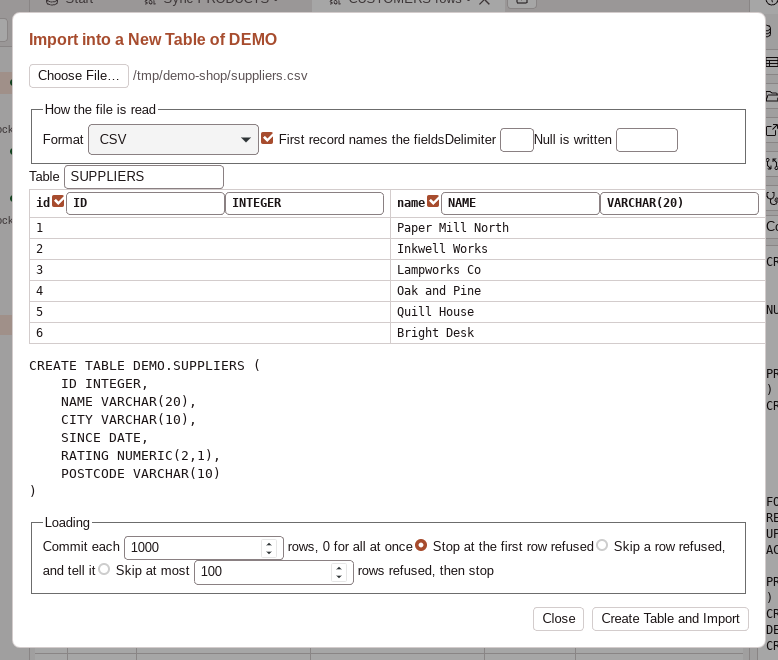 Import into a New Table of DEMO
Choose File… /tmp/demo-shop/suppliers.csv
How the file is read
Format CSV First record names the fields Delimiter Null is written
Table SUPPLIERS
id ID INTEGER name NAME VARCHAR(20)
1 Paper Mill North
2 Inkwell Works
3 Lampworks Co
4 Oak and Pine
5 Quill House
6 Bright Desk
CREATE TABLE DEMO.SUPPLIERS (
ID INTEGER,
NAME VARCHAR(20),
CITY VARCHAR(10),
SINCE DATE,
RATING NUMERIC(2,1),
POSTCODE VARCHAR(10)
)
Loading
Commit each 1000 rows, 0 for all at once Stop at the first row refused Skip a row refused,
and tell it Skip at most 100 rows refused, then stop
Close Create Table and Import